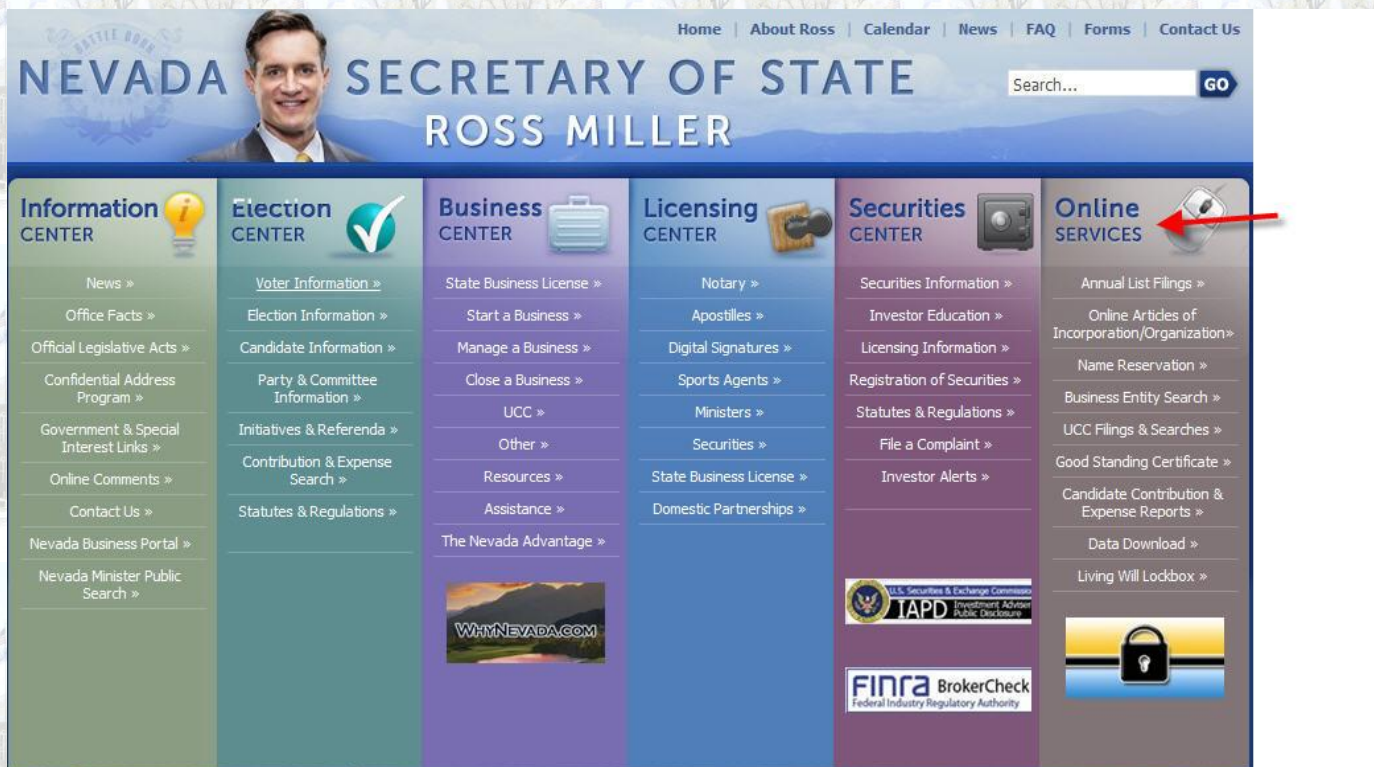 Home | About Ross | Calendar | News | FAQ | Forms | Contact Us
BATTLE BORN
NEVADA SECRETARY OF STATE
Search... GO
ROSS MILLER
Information
CENTER
News »
Office Facts »
Official Legislative Acts »
Confidential Address
Program »
Government & Special
Interest Links »
Online Comments »
Contact Us »
Nevada Business Portal »
Nevada Minister Public
Search »
Election
CENTER
Voter Information »
Election Information »
Candidate Information »
Party & Committee
Information »
Initiatives & Referenda »
Contribution & Expense
Search »
Statutes & Regulations »
Business
CENTER
State Business License »
Start a Business »
Manage a Business »
Close a Business »
UCC »
Other »
Resources »
Assistance »
The Nevada Advantage »
WHYNEVADA.COM
Licensing
CENTER
Notary »
Apostilles »
Digital Signatures »
Sports Agents »
Ministers »
Securities »
State Business License »
Domestic Partnerships »
Securities
CENTER
Securities Information »
Investor Education »
Licensing Information »
Registration of Securities »
Statutes & Regulations »
File a Complaint »
Investor Alerts »
U.S. Securities & Exchange Commissio
IAPD Investment Adviser
Public Disclosure
Finra BrokerCheck
Federal Industry Regulatory Authority
Online
SERVICES
Annual List Filings »
Online Articles of
Incorporation/Organization»
Name Reservation »
Business Entity Search »
UCC Filings & Searches »
Good Standing Certificate »
Candidate Contribution &
Expense Reports »
Data Download »
Living Will Lockbox »